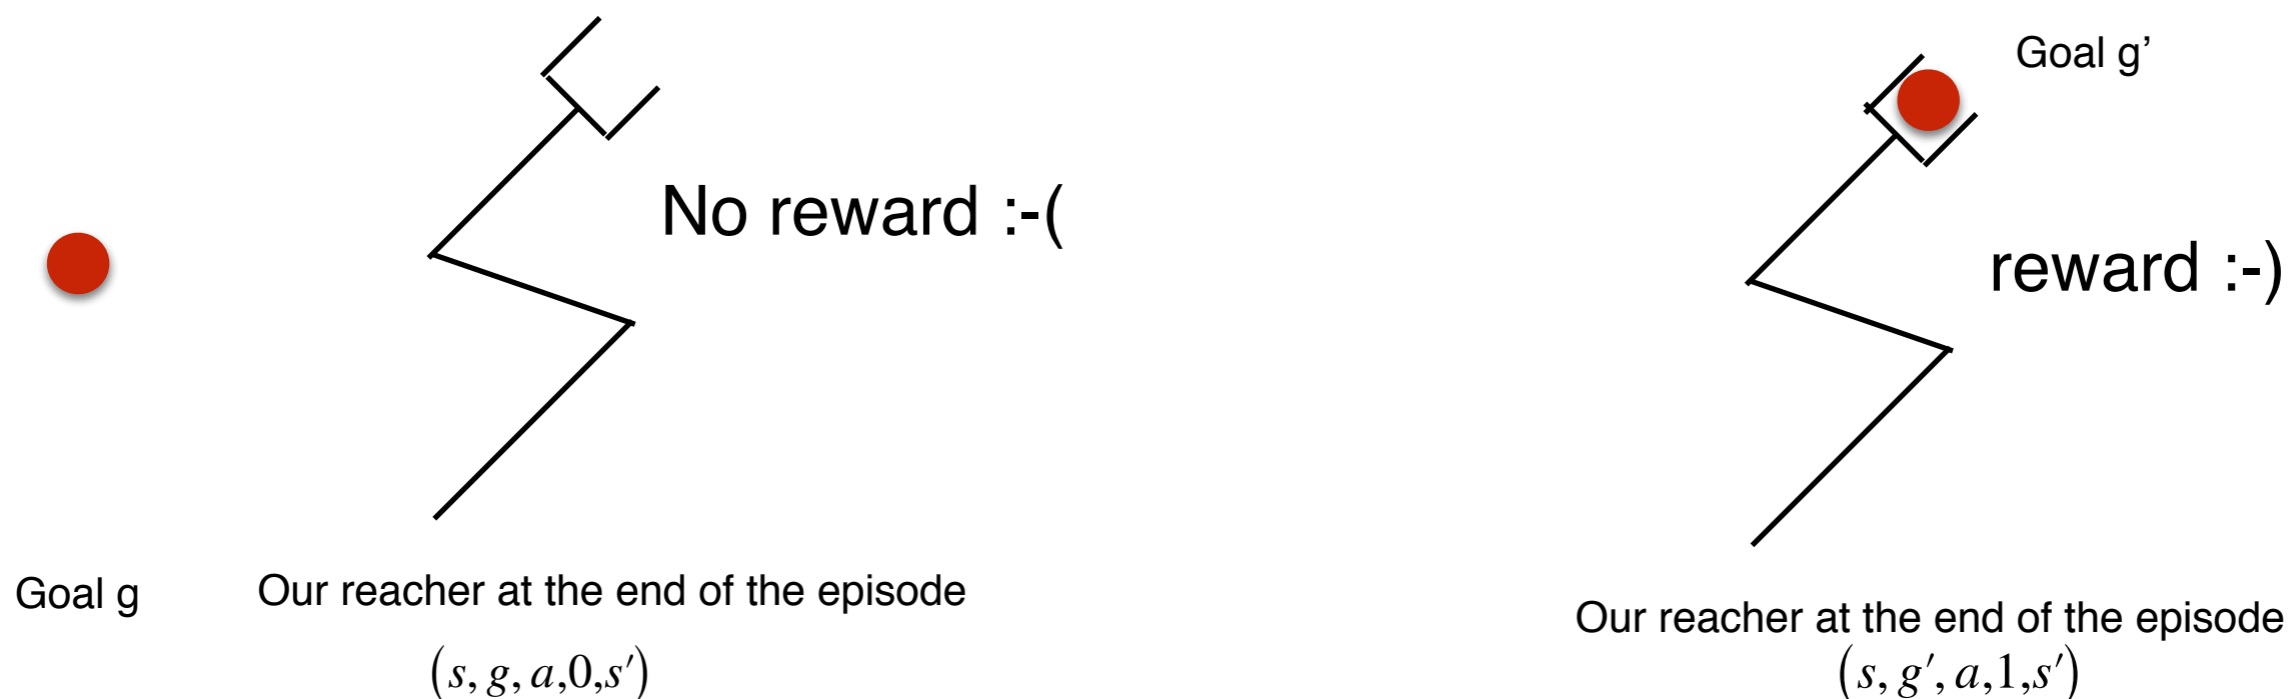 Goal g'
No reward :-(
reward :-)
Goal g
Our reacher at the end of the episode
(s, g, a,0,s′)
Our reacher at the end of the episode
(s, g′, a,1,s′)